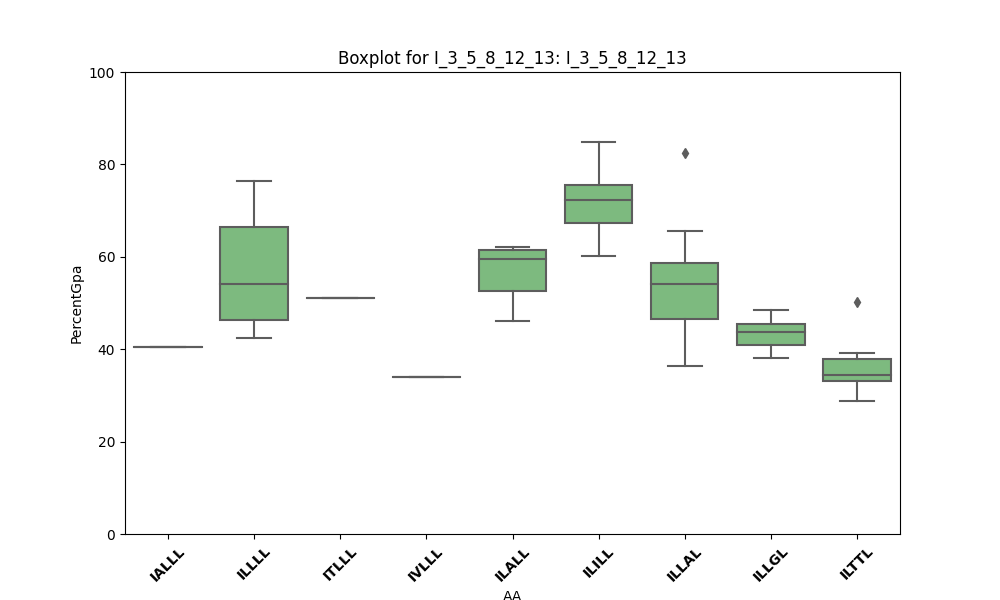 Boxplot for I_3_5_8_12_13: I_3_5_8_12_13
100
80
60
40
20
0
PercentGpa
IALLL ILLLL ITLLL IVLLL ILALL ILILL ILLAL ILLGL ILTTL
AA